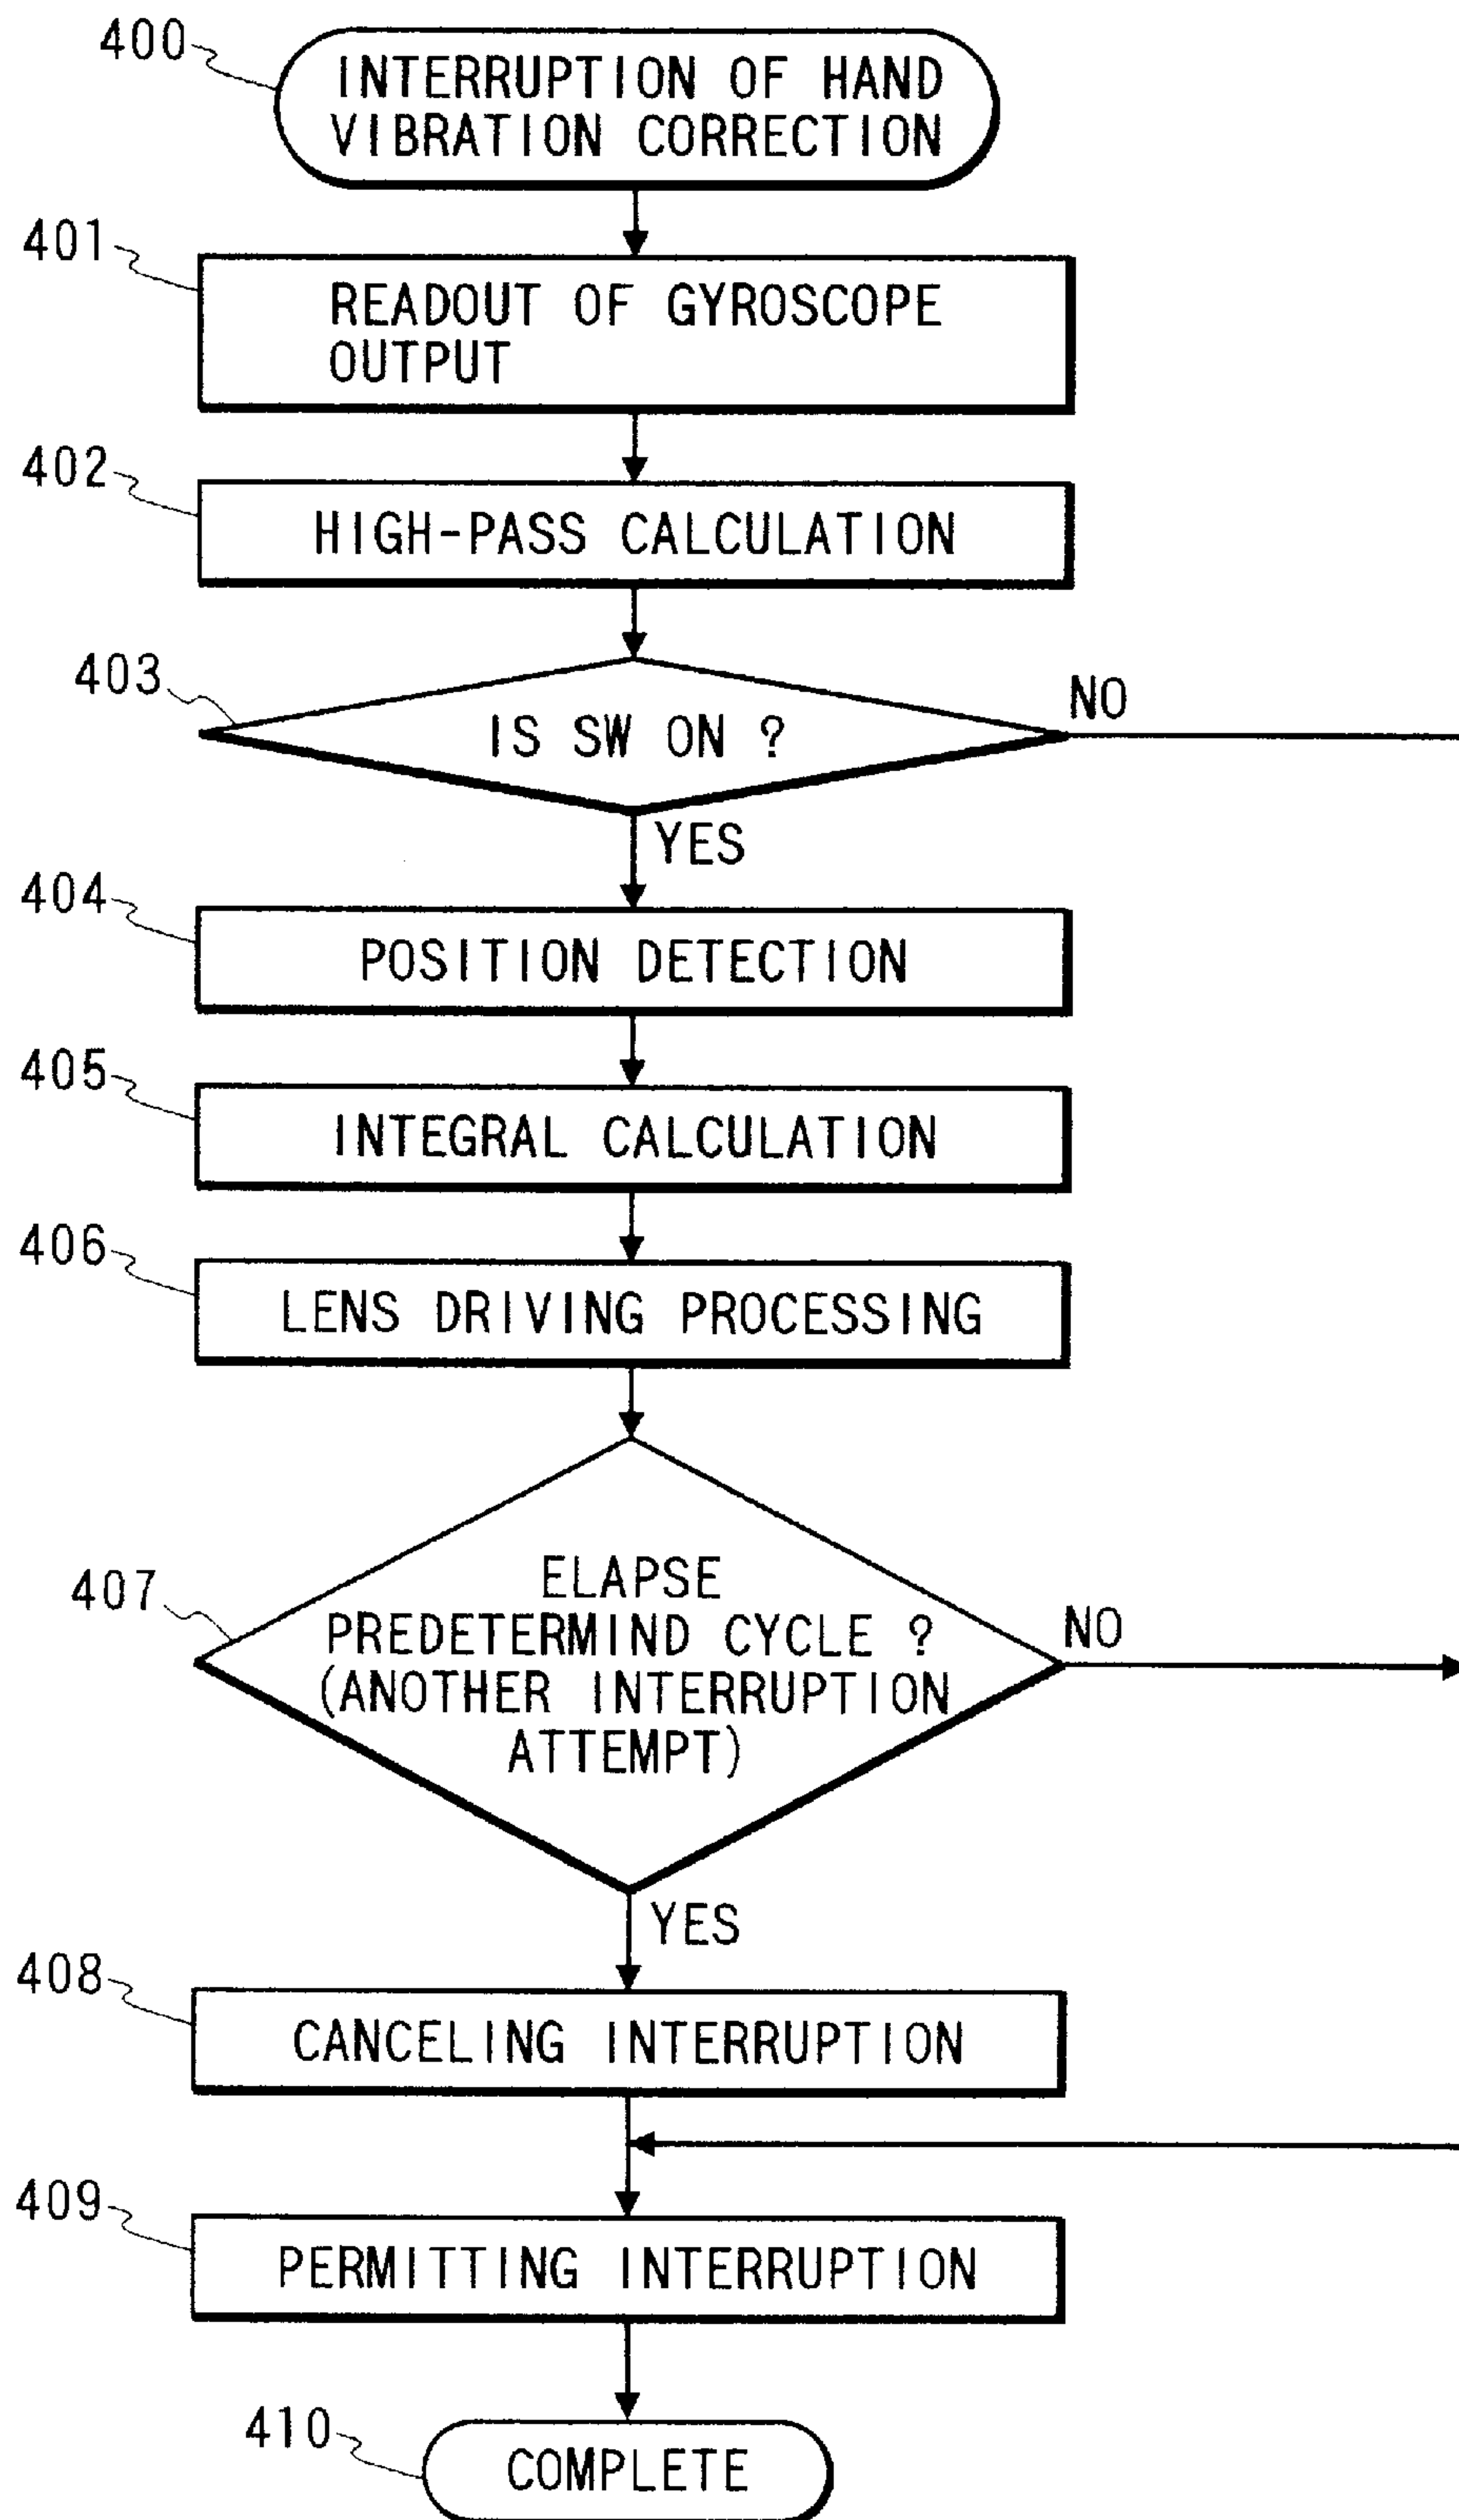 400
INTERRUPTION OF HAND
VIBRATION CORRECTION
401
READOUT OF GYROSCOPE
OUTPUT
402
HIGH-PASS CALCULATION
403
IS SW ON ?
NO
YES
404
POSITION DETECTION
405
INTEGRAL CALCULATION
406
LENS DRIVING PROCESSING
407
ELAPSE
PREDETERMIND CYCLE ?
(ANOTHER INTERRUPTION
ATTEMPT)
NO
YES
408
CANCELING INTERRUPTION
409
PERMITTING INTERRUPTION
410
COMPLETE